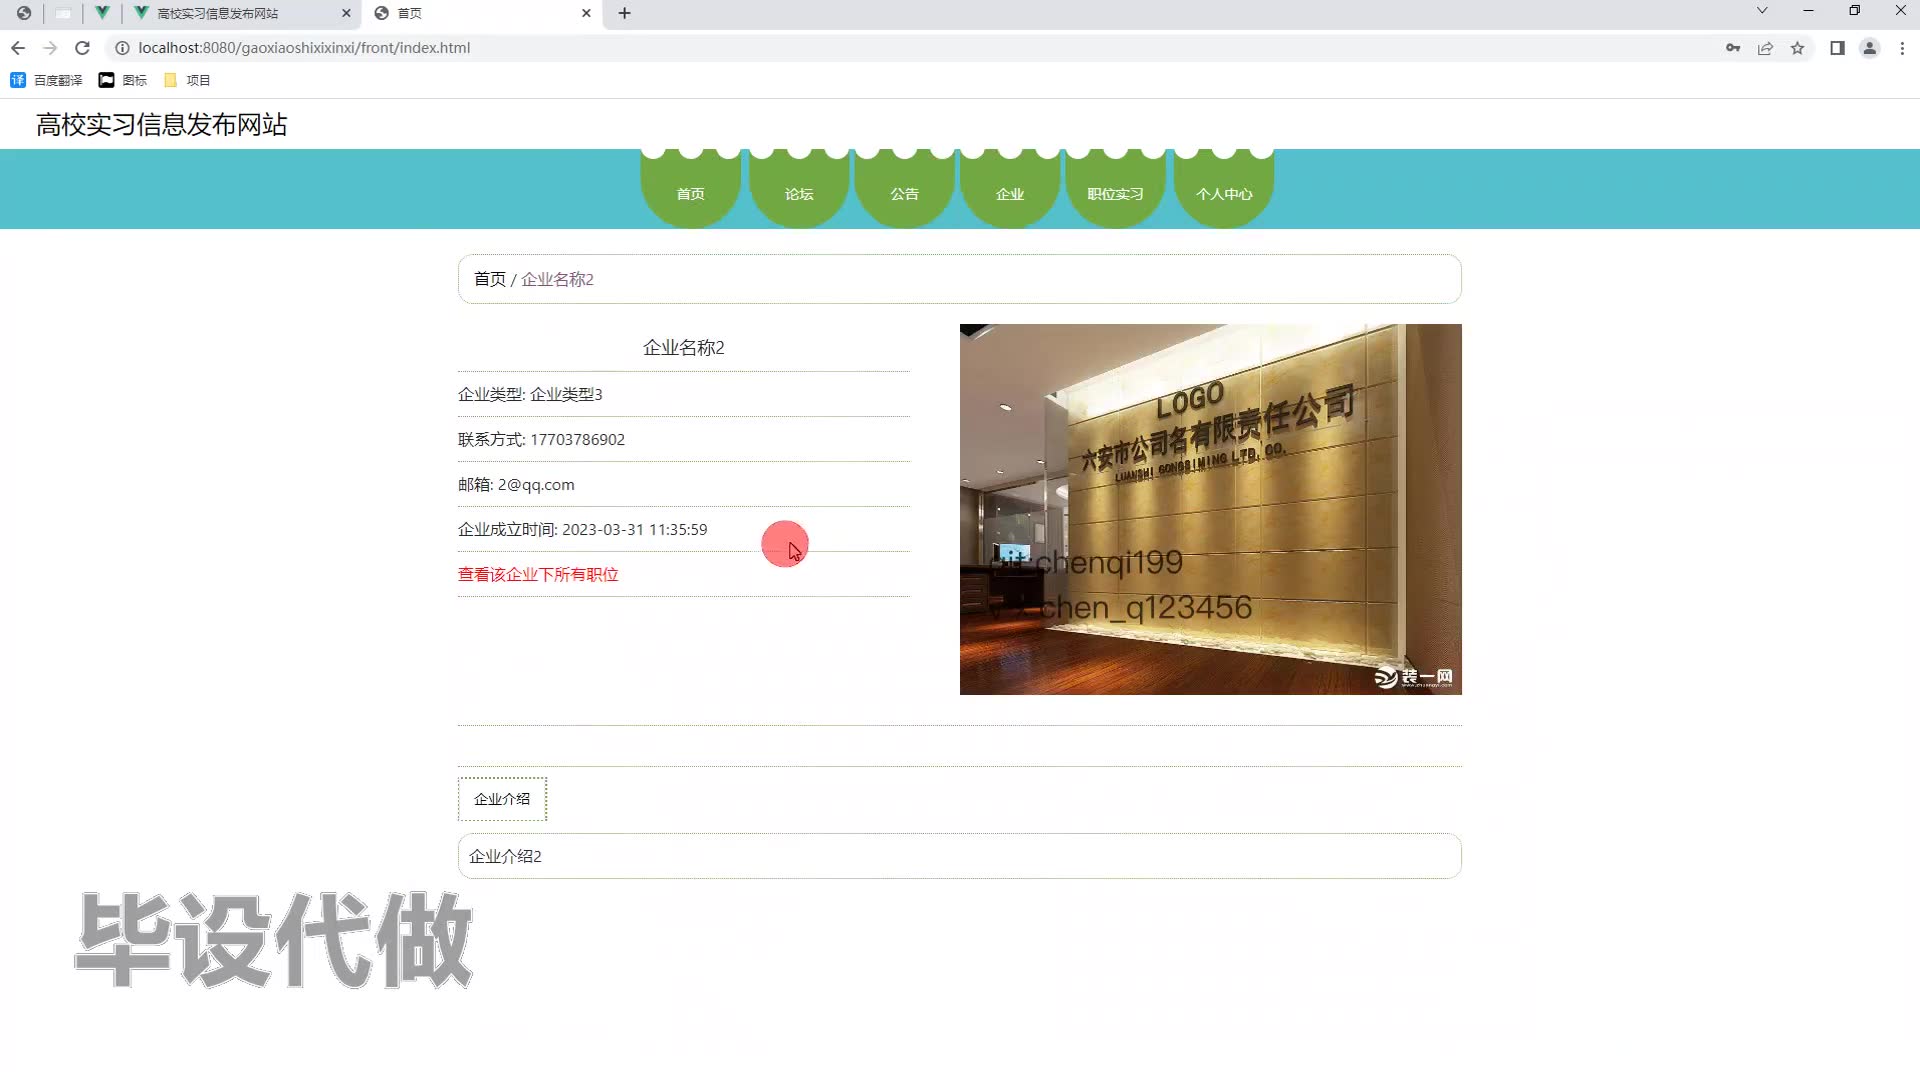 高校实习信息发布网站
首页
localhost:8080/gaoxiaoshixixinxi/front/index.html
译 百度翻译 图标 项目
高校实习信息发布网站
首页 论坛 公告 企业 职位实习 个人中心
首页 / 企业名称2
企业名称2
企业类型: 企业类型3
联系方式: 17703786902
邮箱: 2@qq.com
企业成立时间: 2023-03-31 11:35:59
查看该企业下所有职位
LOGO
六安市公司名有限责任公司
LUANSHI GONGSIMING LTD. CO.
git:chenqi199
chen_q123456
装一网
企业介绍
企业介绍2
毕设代做